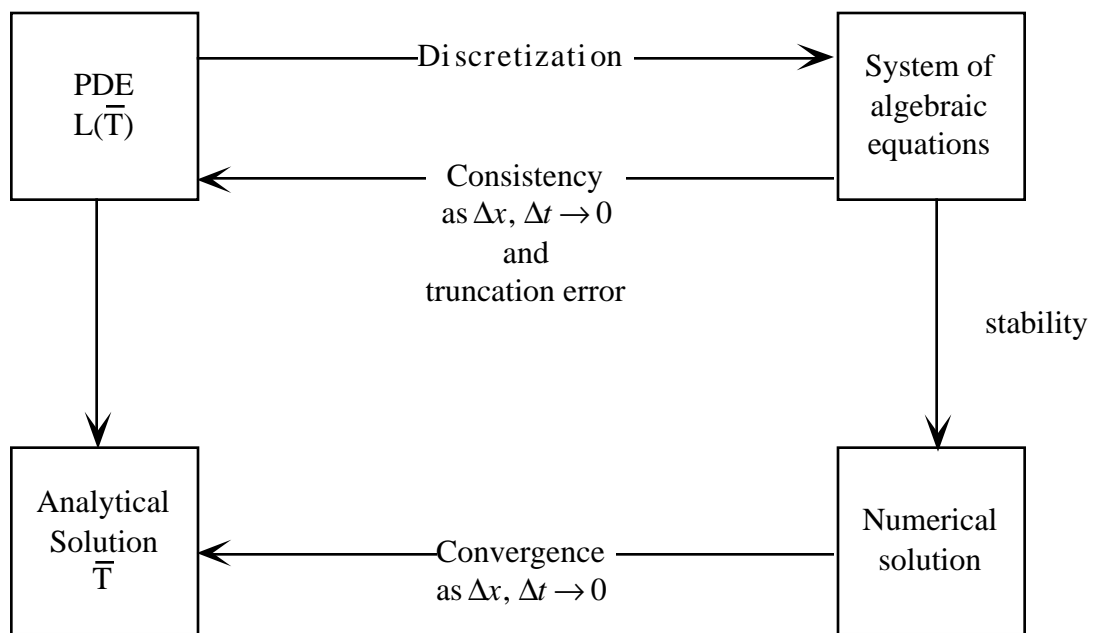 PDE
L(T̅)
Discretization
System of
algebraic
equations
Consistency
as Δx, Δt → 0
and
truncation error
stability
Analytical
Solution
T̅
Convergence
as Δx, Δt → 0
Numerical
solution